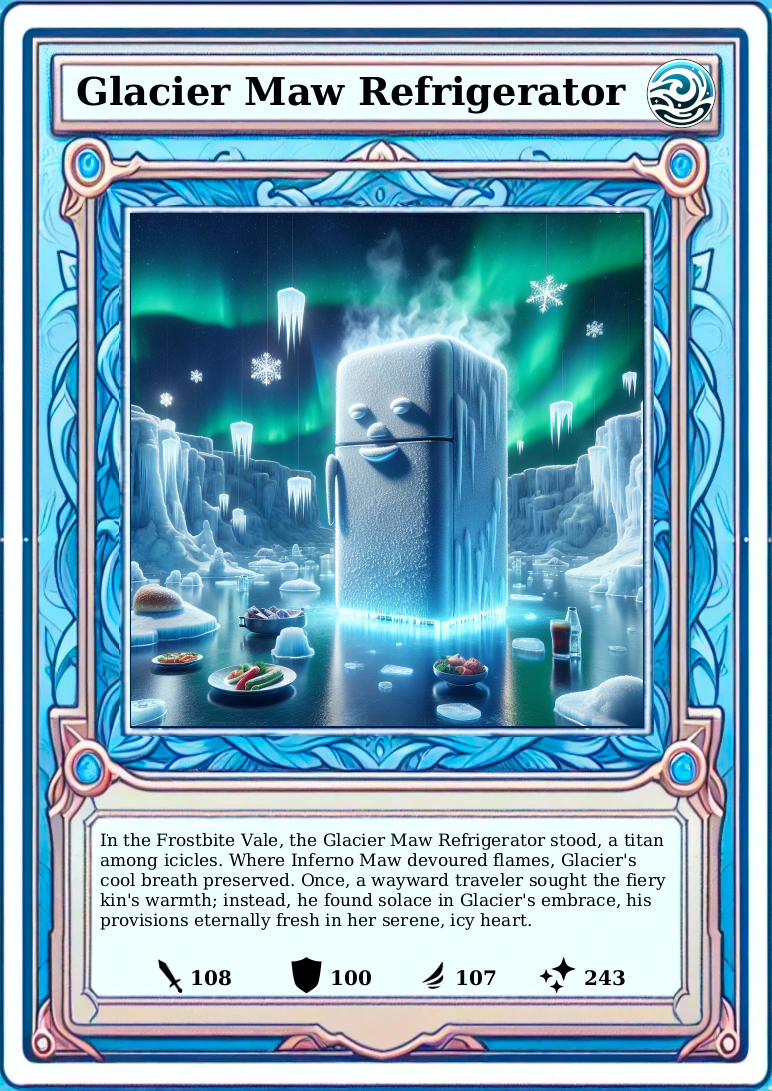 Glacier Maw Refrigerator
In the Frostbite Vale, the Glacier Maw Refrigerator stood, a titan
among icicles. Where Inferno Maw devoured flames, Glacier's
cool breath preserved. Once, a wayward traveler sought the fiery
kin's warmth; instead, he found solace in Glacier's embrace, his
provisions eternally fresh in her serene, icy heart.
108 100 107 243